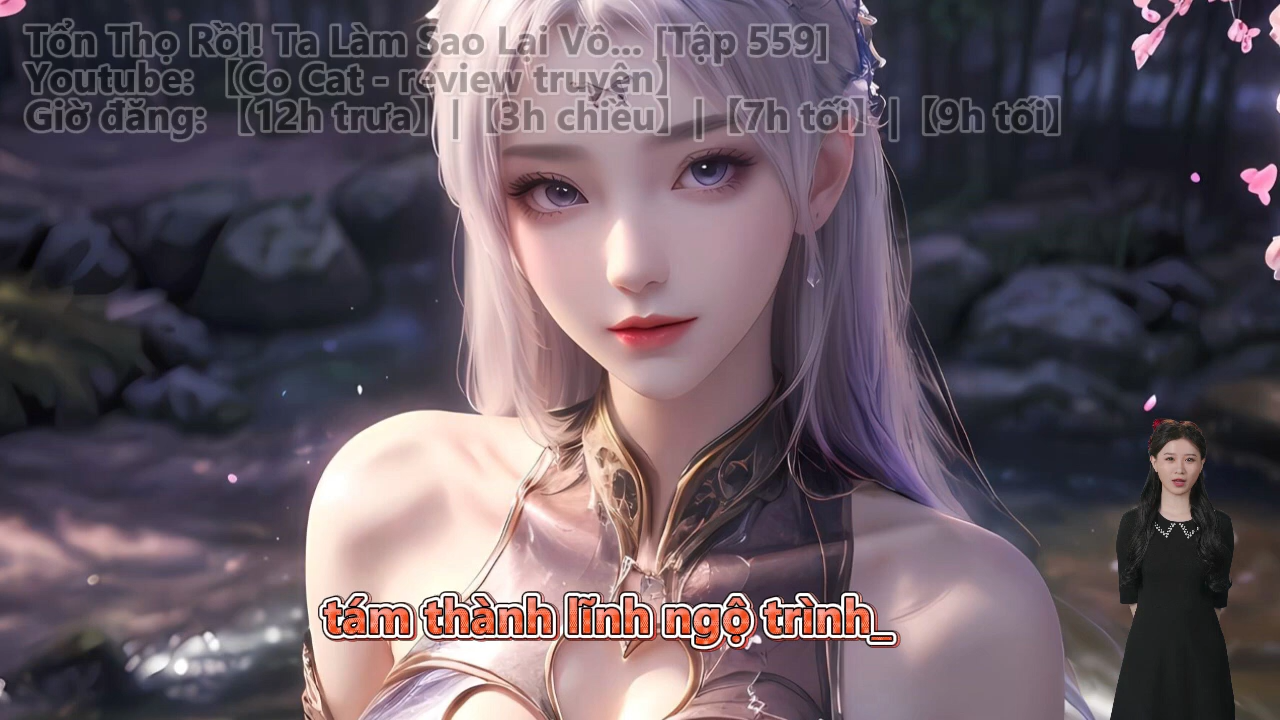 Tổn Thọ Rồi! Ta Làm Sao Lại Vô... [Tập 559]
Youtube: 【Co Cat - review truyện】
Giờ đăng: 【12h trưa】 | 【3h chiều】 | 【7h tối】 | 【9h tối】
tám thành lĩnh ngộ trình_